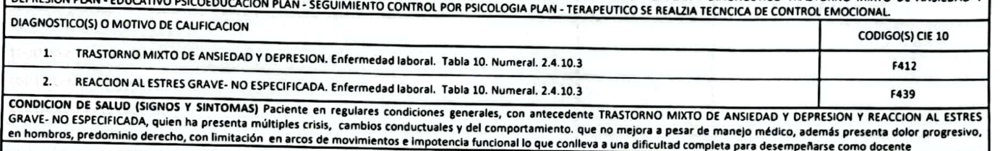 DEPRESION PLAN - EDUCATIVO PSICOEDUCACION PLAN - SEGUIMIENTO CONTROL POR PSICOLOGIA PLAN - TERAPEUTICO SE REALZIA TECNCICA DE CONTROL EMOCIONAL.
DIAGNOSTICO(S) O MOTIVO DE CALIFICACION
CODIGO(S) CIE 10
1. TRASTORNO MIXTO DE ANSIEDAD Y DEPRESION. Enfermedad laboral. Tabla 10. Numeral. 2.4.10.3
F412
2. REACCION AL ESTRES GRAVE- NO ESPECIFICADA. Enfermedad laboral. Tabla 10. Numeral. 2.4.10.3
F439
CONDICION DE SALUD (SIGNOS Y SINTOMAS) Paciente en regulares condiciones generales, con antecedente TRASTORNO MIXTO DE ANSIEDAD Y DEPRESION Y REACCION AL ESTRES
GRAVE- NO ESPECIFICADA, quien ha presenta múltiples crisis, cambios conductuales y del comportamiento. que no mejora a pesar de manejo médico, además presenta dolor progresivo,
en hombros, predominio derecho, con limitación en arcos de movimientos e impotencia funcional lo que conlleva a una dificultad completa para desempeñarse como docente